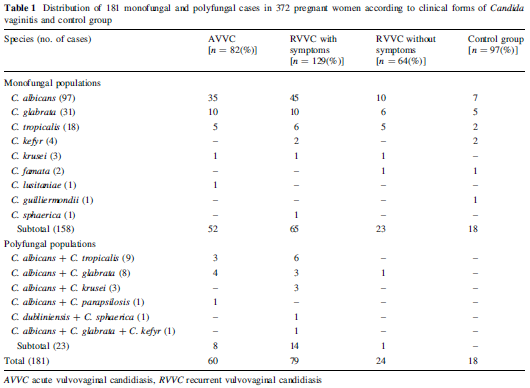 Table 1 Distribution of 181 monofungal and polyfungal cases in 372 pregnant women according to clinical forms of Candida
vaginitis and control group
Species (no. of cases) AVVC RVVC with RVVC without Control group
[n = 82(%)] symptoms symptoms [n = 97(%)]
[n = 129(%)] [n = 64(%)]
Monofungal populations
C. albicans (97) 35 45 10 7
C. glabrata (31) 10 10 6 5
C. tropicalis (18) 5 6 5 2
C. kefyr (4) – 2 – 2
C. krusei (3) 1 1 1 –
C. famata (2) – – 1 1
C. lusitaniae (1) 1 – – –
C. guilliermondii (1) – – – 1
C. sphaerica (1) – 1 – –
Subtotal (158) 52 65 23 18
Polyfungal populations
C. albicans + C. tropicalis (9) 3 6 – –
C. albicans + C. glabrata (8) 4 3 1 –
C. albicans + C. krusei (3) – 3 – –
C. albicans + C. parapsilosis (1) 1 – – –
C. dubliniensis + C. sphaerica (1) – 1 – –
C. albicans + C. glabrata + C. kefyr (1) – 1 – –
Subtotal (23) 8 14 1 –
Total (181) 60 79 24 18
AVVC acute vulvovaginal candidiasis, RVVC recurrent vulvovaginal candidiasis